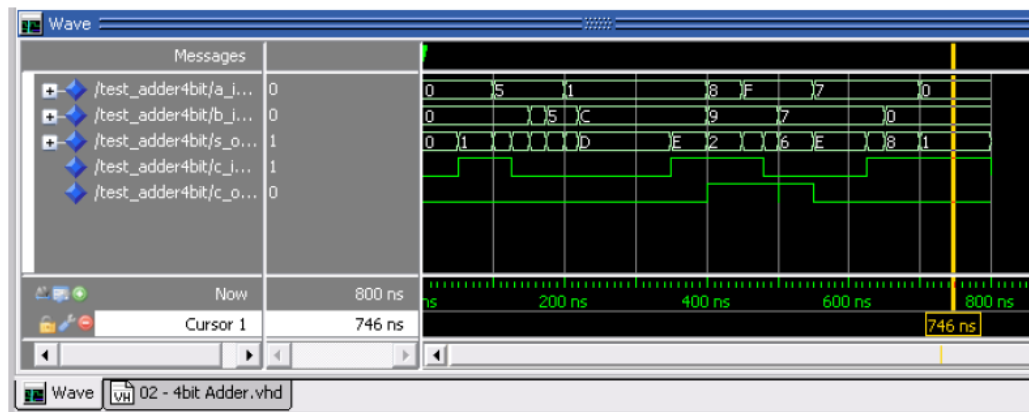 Wave
Messages
/test_adder4bit/a_i... 0 0 5 1 8 F 7 0
/test_adder4bit/b_i... 0 0 5 C 9 7 0
/test_adder4bit/s_o... 1 0 1 D E 2 6 E 8 1
/test_adder4bit/c_i... 1
/test_adder4bit/c_o... 0
Now 800 ns ns 200 ns 400 ns 600 ns 800 ns
Cursor 1 746 ns 746 ns
Wave 02 - 4bit Adder.vhd